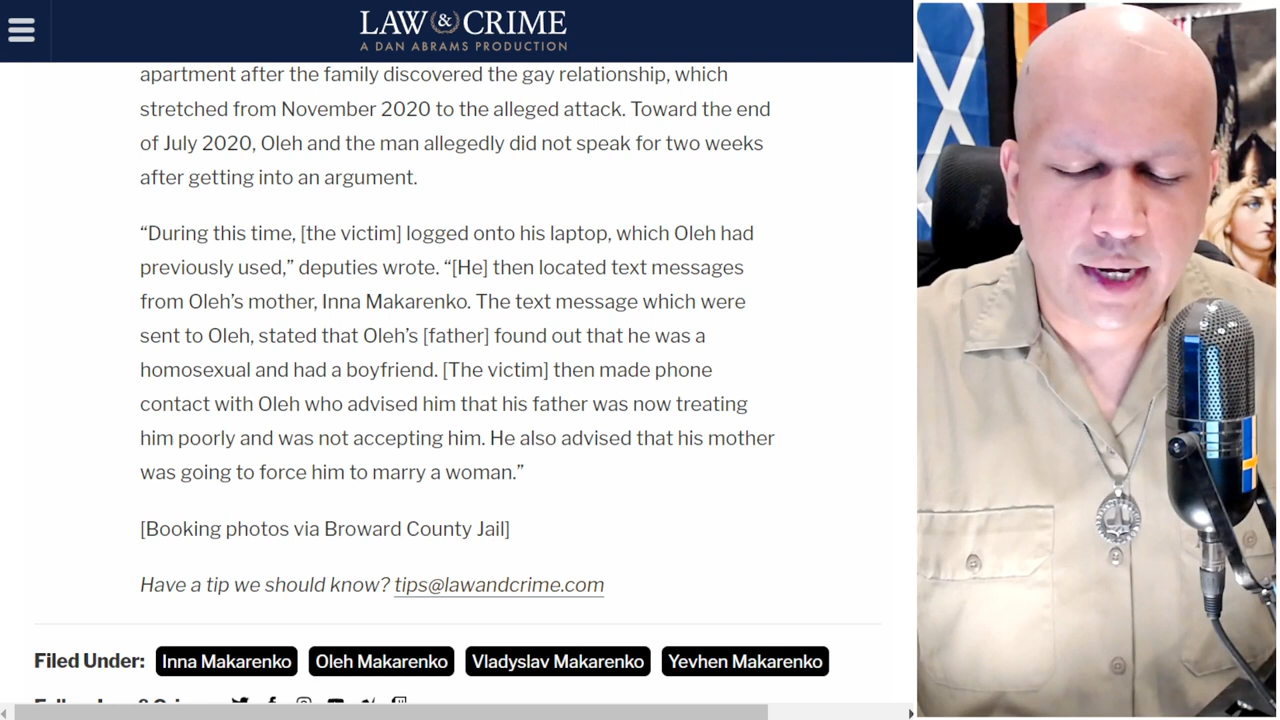 LAW & CRIME
A DAN ABRAMS PRODUCTION
apartment after the family discovered the gay relationship, which
stretched from November 2020 to the alleged attack. Toward the end
of July 2020, Oleh and the man allegedly did not speak for two weeks
after getting into an argument.
“During this time, [the victim] logged onto his laptop, which Oleh had
previously used,” deputies wrote. “[He] then located text messages
from Oleh’s mother, Inna Makarenko. The text message which were
sent to Oleh, stated that Oleh’s [father] found out that he was a
homosexual and had a boyfriend. [The victim] then made phone
contact with Oleh who advised him that his father was now treating
him poorly and was not accepting him. He also advised that his mother
was going to force him to marry a woman.”
[Booking photos via Broward County Jail]
Have a tip we should know? tips@lawandcrime.com
Filed Under: Inna Makarenko Oleh Makarenko Vladyslav Makarenko Yevhen Makarenko